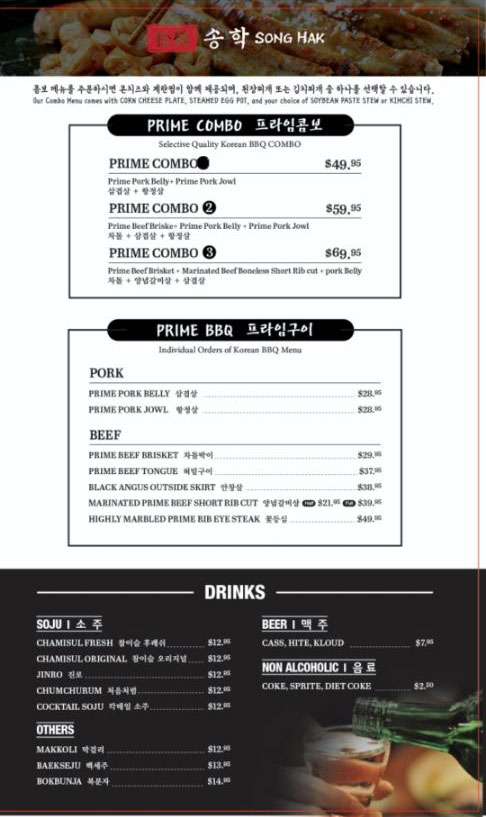 송학 SONG HAK
콤보 메뉴를 주문하시면 콘치즈와 계란찜이 함께 제공되며, 된장찌개 또는 김치찌개 중 하나를 선택할 수 있습니다.
Our Combo Menu comes with CORN CHEESE PLATE, STEAMED EGG POT, and your choice of SOYBEAN PASTE STEW or KIMCHI STEW.
PRIME COMBO 프라임콤보
Selective Quality Korean BBQ COMBO
PRIME COMBO $49.95
Prime Pork Belly+ Prime Pork Jowl
삼겹살 + 항정살
PRIME COMBO 2 $59.95
Prime Beef Briske+ Prime Pork Belly + Prime Pork Jowl
차돌 + 삼겹살 + 항정살
PRIME COMBO 3 $69.95
Prime Beef Brisket + Marinated Beef Boneless Short Rib cut + pork Belly
차돌 + 양념갈비살 + 삼겹살
PRIME BBQ 프라임구이
Individual Orders of Korean BBQ Menu
PORK
PRIME PORK BELLY 삼겹살 $28.95
PRIME PORK JOWL 항정살 $28.95
BEEF
PRIME BEEF BRISKET 차돌박이 $29.95
PRIME BEEF TONGUE 혀밑구이 $37.95
BLACK ANGUS OUTSIDE SKIRT 안창살 $38.95
MARINATED PRIME BEEF SHORT RIB CUT 양념갈비살 Half $21.95 Full $39.95
HIGHLY MARBLED PRIME RIB EYE STEAK 꽃등심 $49.95
DRINKS
SOJU | 소 주
CHAMISUL FRESH 참이슬 후레쉬 $12.95
CHAMISUL ORIGINAL 참이슬 오리지널 $12.95
JINRO 진로 $12.95
CHUMCHURUM 처음처럼 $12.95
COCKTAIL SOJU 칵테일 소주 $12.95
OTHERS
MAKKOLI 막걸리 $12.95
BAEKSEJU 백세주 $13.95
BOKBUNJA 복분자 $14.95
BEER | 맥 주
CASS, HITE, KLOUD $7.95
NON ALCOHOLIC | 음 료
COKE, SPRITE, DIET COKE $2.50